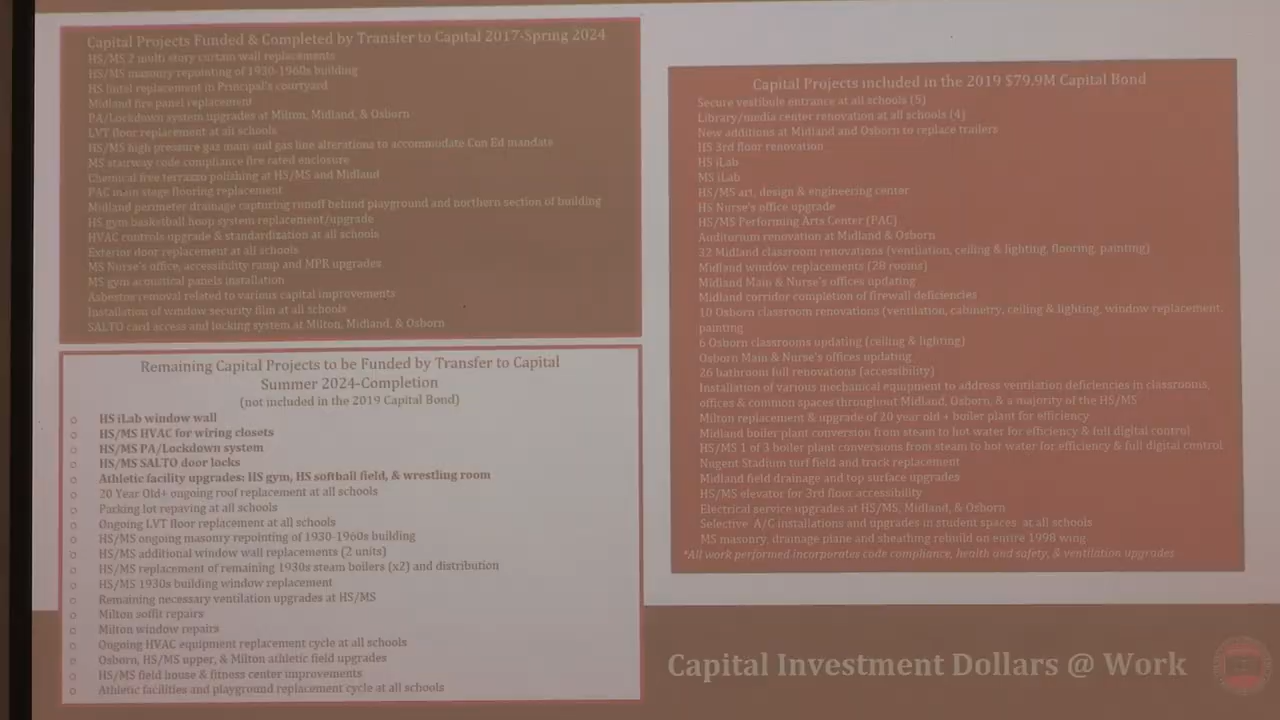 Capital Projects Funded & Completed by Transfer to Capital 2017-Spring 2024
HS/MS 2 multi story curtain wall replacements
HS/MS masonry repointing of 1930-1960s building
HS lintel replacement in Principal's courtyard
Midland fire panel replacement
PA/Lockdown system upgrades at Milton, Midland, & Osborn
LVT floor replacement at all schools
HS/MS high pressure gas main and gas line alterations to accommodate Con Ed mandate
MS stairway code compliance fire rated enclosure
Chemical free terrazzo polishing at HS/MS and Midland
PAC main stage flooring replacement
Midland perimeter drainage capturing runoff behind playground and northern section of building
HS gym basketball hoop system replacement/upgrade
HVAC controls upgrade & standardization at all schools
Exterior door replacement at all schools
MS Nurse's office, accessibility ramp and MPR upgrades
MS gym acoustical panels installation
Asbestos removal related to various capital improvements
Installation of window security film at all schools
SALTO card access and locking system at Milton, Midland, & Osborn
Remaining Capital Projects to be Funded by Transfer to Capital
Summer 2024-Completion
(not included in the 2019 Capital Bond)
o HS iLab window wall
o HS/MS HVAC for wiring closets
o HS/MS PA/Lockdown system
o HS/MS SALTO door locks
o Athletic facility upgrades: HS gym, HS softball field, & wrestling room
o 20 Year Old+ ongoing roof replacement at all schools
o Parking lot repaving at all schools
o Ongoing LVT floor replacement at all schools
o HS/MS ongoing masonry repointing of 1930-1960s building
o HS/MS additional window wall replacements (2 units)
o HS/MS replacement of remaining 1930s steam boilers (x2) and distribution
o HS/MS 1930s building window replacement
o Remaining necessary ventilation upgrades at HS/MS
o Milton soffit repairs
o Milton window repairs
o Ongoing HVAC equipment replacement cycle at all schools
o Osborn, HS/MS upper, & Milton athletic field upgrades
o HS/MS field house & fitness center improvements
o Athletic facilities and playground replacement cycle at all schools
Capital Projects included in the 2019 $79.9M Capital Bond
Secure vestibule entrance at all schools (5)
Library/media center renovation at all schools (4)
New additions at Midland and Osborn to replace trailers
HS 3rd floor renovation
HS iLab
MS iLab
HS/MS art, design & engineering center
HS Nurse's office upgrade
HS/MS Performing Arts Center (PAC)
Auditorium renovation at Midland & Osborn
32 Midland classroom renovations (ventilation, ceiling & lighting, flooring, painting)
Midland window replacements (28 rooms)
Midland Main & Nurse's offices updating
Midland corridor completion of firewall deficiencies
10 Osborn classroom renovations (ventilation, cabinetry, ceiling & lighting, window replacement,
painting
6 Osborn classrooms updating (ceiling & lighting)
Osborn Main & Nurse's offices updating
26 bathroom full renovations (accessibility)
Installation of various mechanical equipment to address ventilation deficiencies in classrooms,
offices & common spaces throughout Midland, Osborn, & a majority of the HS/MS
Milton replacement & upgrade of 20 year old + boiler plant for efficiency
Midland boiler plant conversion from steam to hot water for efficiency & full digital control
HS/MS 1 of 3 boiler plant conversions from steam to hot water for efficiency & full digital control
Nugent Stadium turf field and track replacement
Midland field drainage and top surface upgrades
HS/MS elevator for 3rd floor accessibility
Electrical service upgrades at HS/MS, Midland, & Osborn
Selective A/C installations and upgrades in student spaces at all schools
MS masonry, drainage plane and sheathing rebuild on entire 1998 wing
*All work performed incorporates code compliance, health and safety, & ventilation upgrades
Capital Investment Dollars @ Work